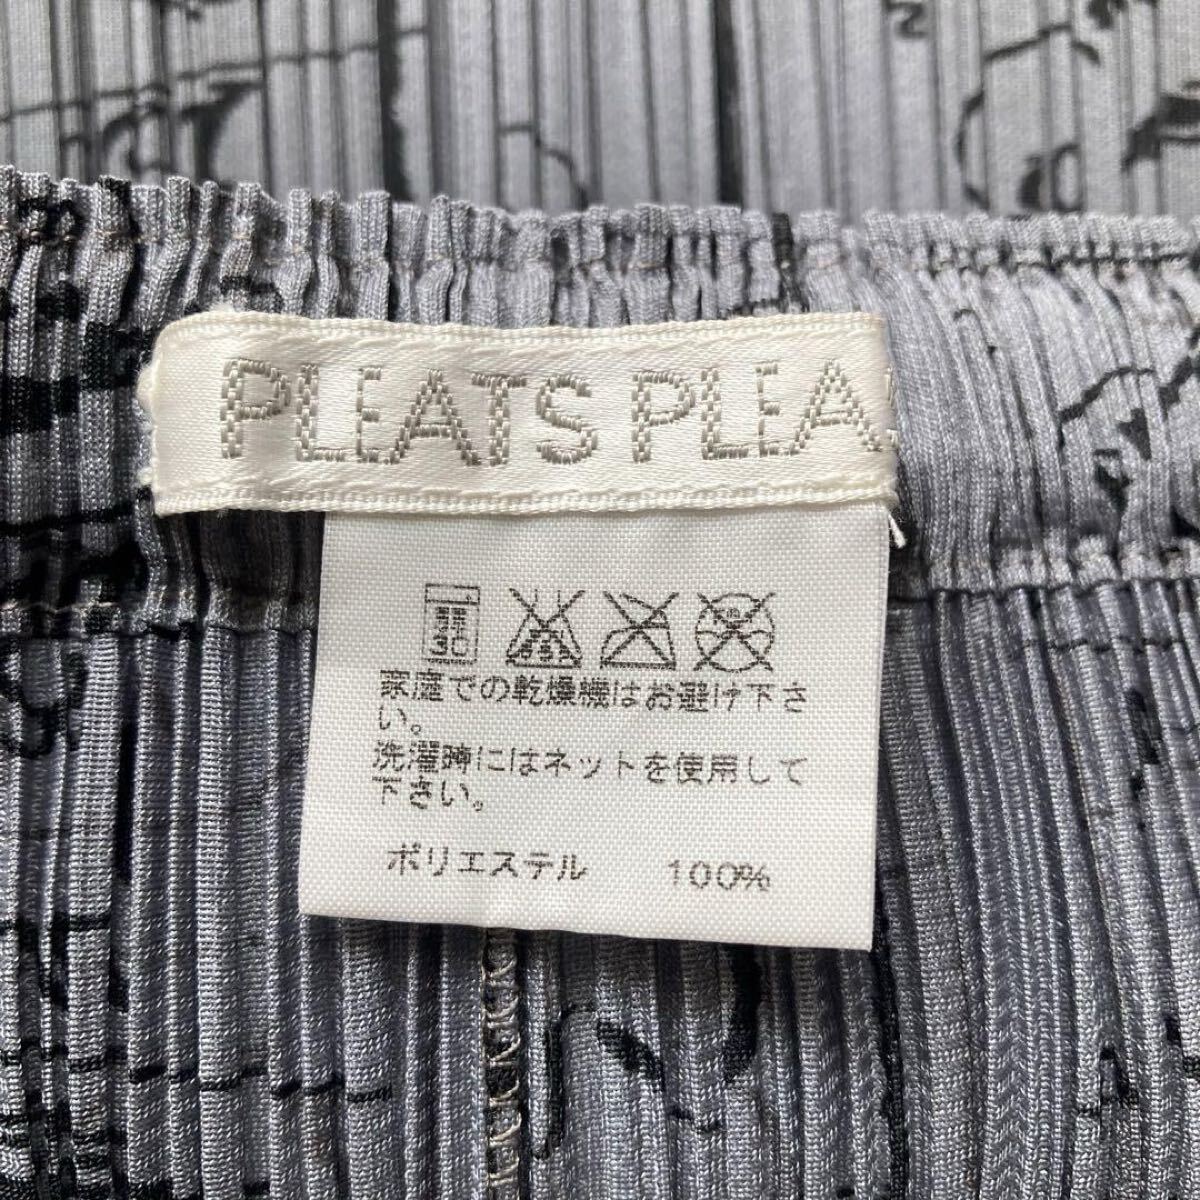 PLEATS PLEA
弱
30
家庭での乾燥機はお避け下さ
い。
洗濯時にはネットを使用して
下さい。
ポリエステル 100%